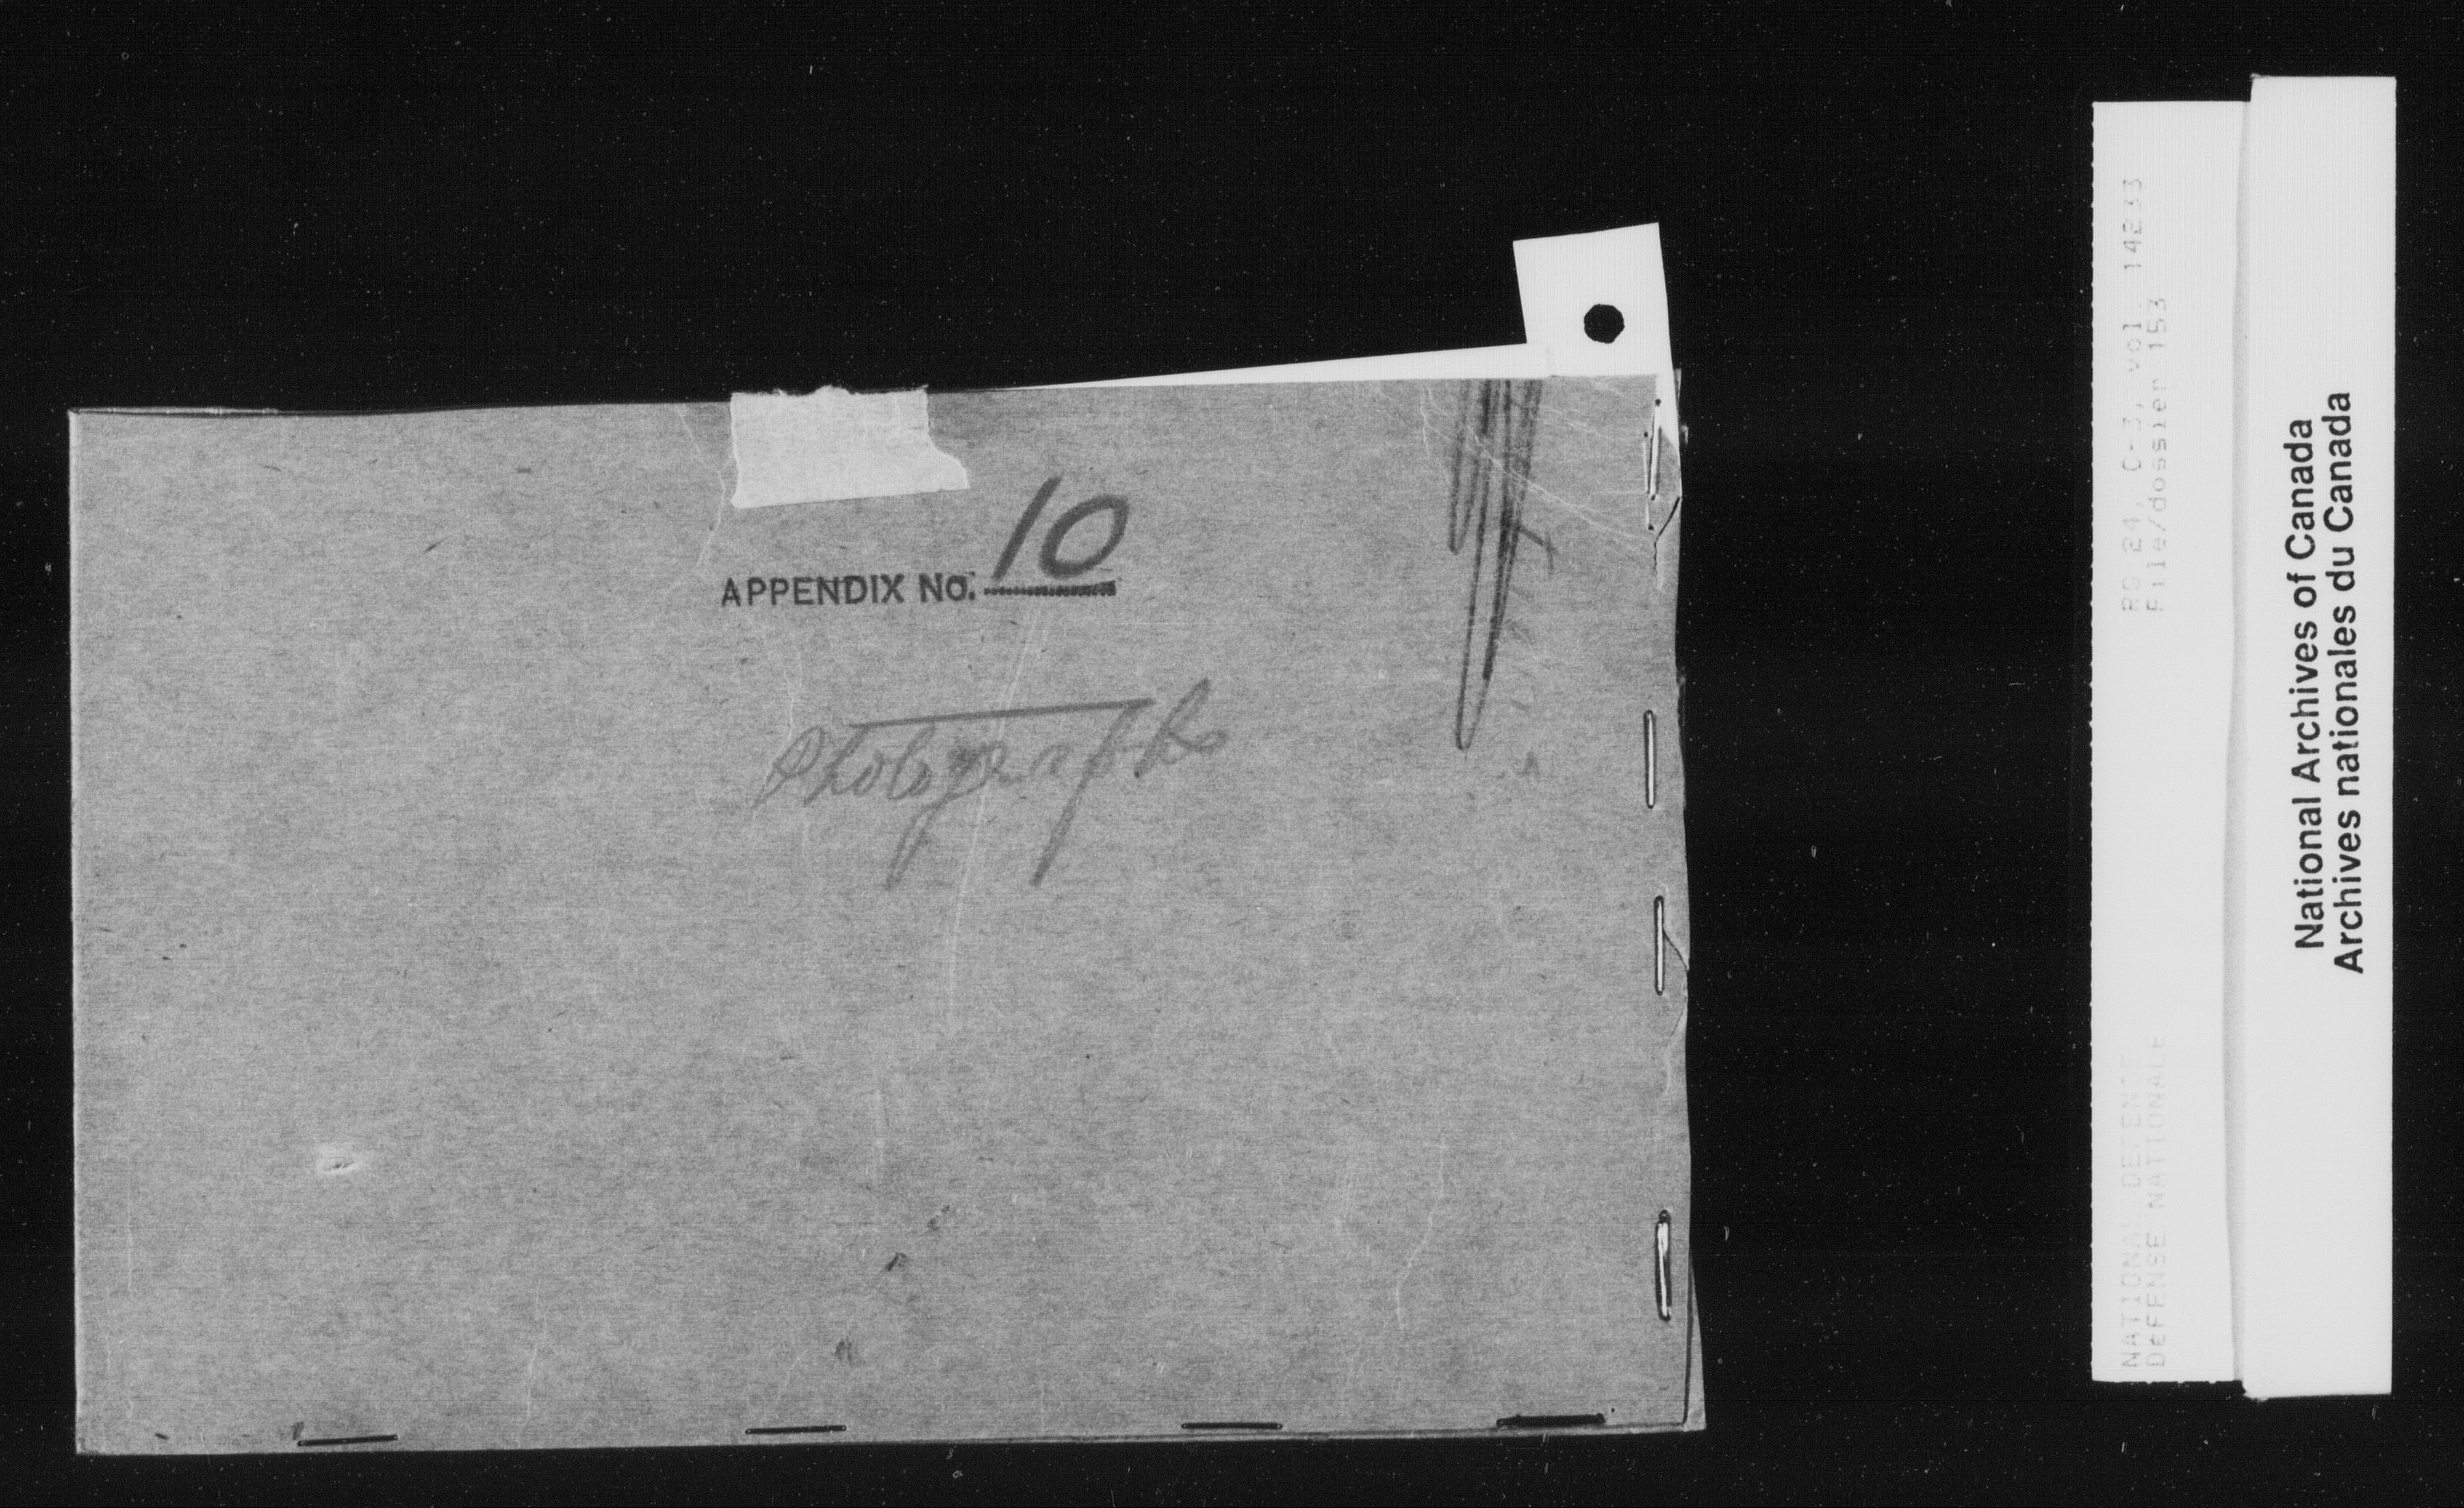 APPENDIX No. 10
Photographs
RG 24, C-3, vol. 14233
File/dossier 153
NATIONAL DEFENCE
DéFENSE NATIONALE
National Archives of Canada
Archives nationales du Canada